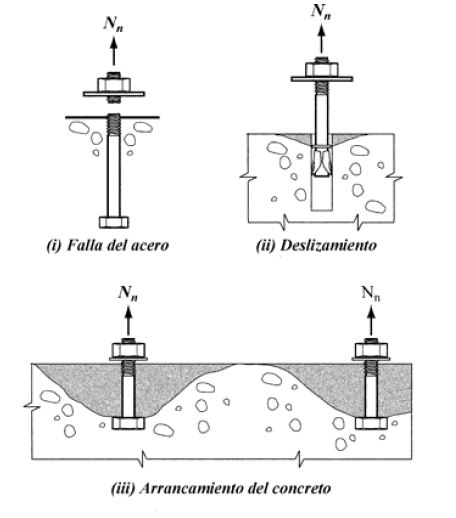 Nn Nn
(i) Falla del acero
(ii) Deslizamiento
Nn Nn
(iii) Arrancamiento del concreto